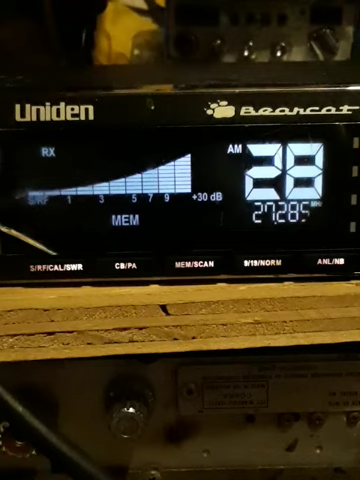 Uniden
Bearcat
RX
AM 28
S/RF 1 3 5 7 9 +30 dB
27.285 MHz
MEM
S/RF/CAL/SWR CB/PA MEM/SCAN 9/19/NORM ANL/NB